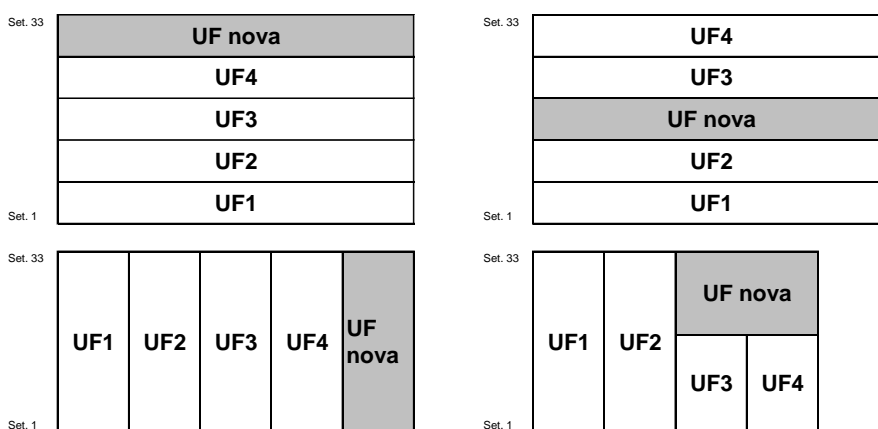 Set. 33
UF nova
UF4
UF3
UF2
UF1
Set. 1
Set. 33
UF4
UF3
UF nova
UF2
UF1
Set. 1
Set. 33
UF1 UF2 UF3 UF4 UF
nova
Set. 1
Set. 33
UF nova
UF1 UF2
UF3 UF4
Set. 1